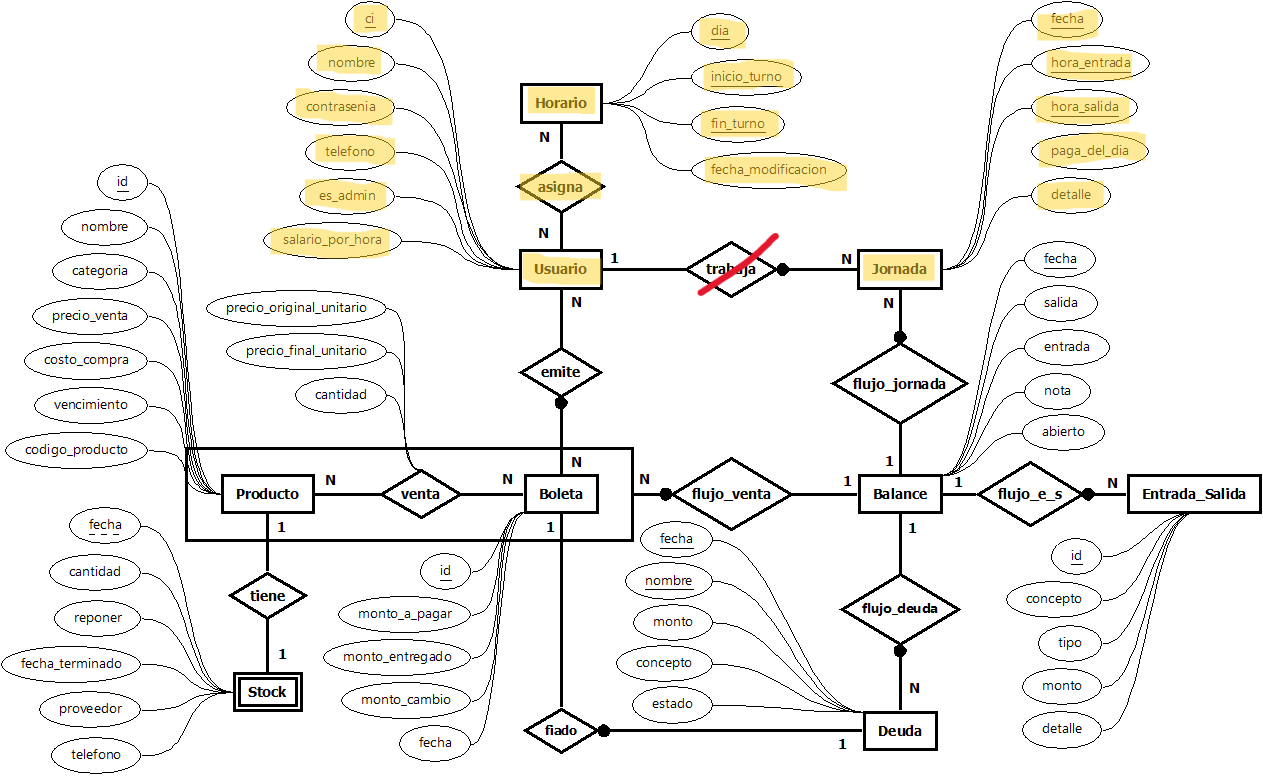 ci
nombre
contrasenia
telefono
es_admin
salario_por_hora
Horario
dia
inicio_turno
fin_turno
fecha_modificacion
N
asigna
N
Usuario
1
trabaja
N
Jornada
fecha
hora_entrada
hora_salida
paga_del_dia
detalle
id
nombre
categoria
precio_venta
costo_compra
vencimiento
codigo_producto
precio_original_unitario
precio_final_unitario
cantidad
N
emite
N
N
flujo_jornada
1
fecha
salida
entrada
nota
abierto
Producto
N
venta
N
Boleta
N
flujo_venta
1
Balance
1
flujo_e_s
N
Entrada_Salida
1
tiene
1
Stock
fecha
cantidad
reponer
fecha_terminado
proveedor
telefono
1
id
monto_a_pagar
monto_entregado
monto_cambio
fecha
fiado
1
fecha
nombre
monto
concepto
estado
1
flujo_deuda
N
Deuda
id
concepto
tipo
monto
detalle